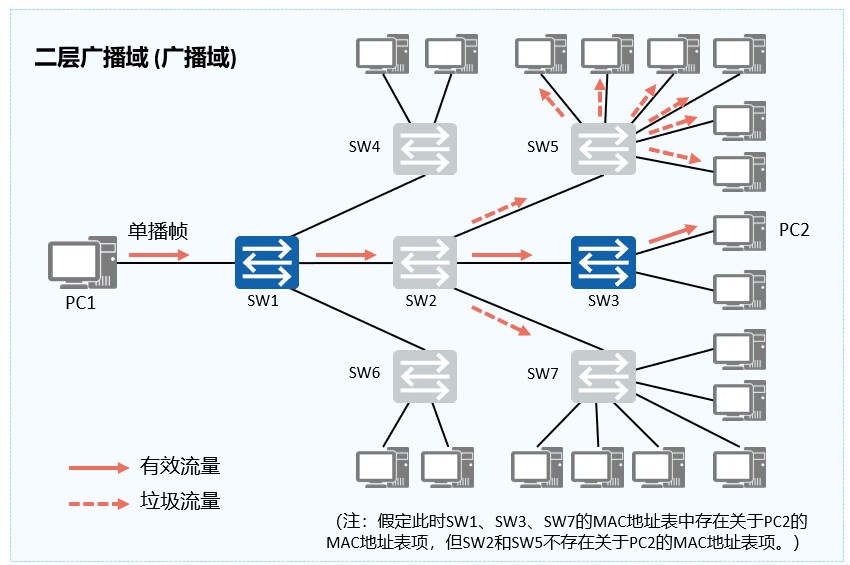 二层广播域 (广播域)
SW4
SW5
单播帧
PC2
PC1
SW1
SW2
SW3
SW6
SW7
有效流量
垃圾流量
（注：假定此时SW1、SW3、SW7的MAC地址表中存在关于PC2的
MAC地址表项，但SW2和SW5不存在关于PC2的MAC地址表项。）